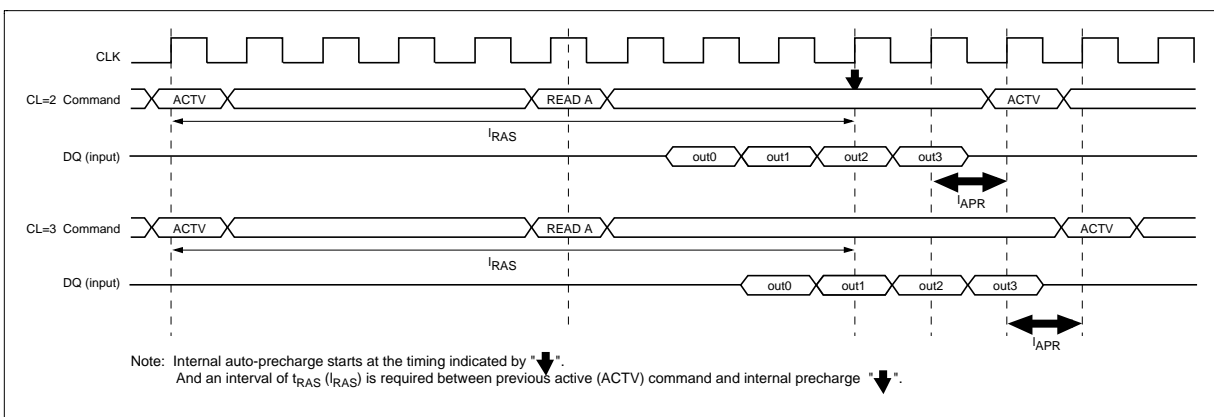 CLK
CL=2 Command ACTV READ A ACTV
lRAS
DQ (input) out0 out1 out2 out3
lAPR
CL=3 Command ACTV READ A ACTV
lRAS
DQ (input) out0 out1 out2 out3
lAPR
Note: Internal auto-precharge starts at the timing indicated by " ".
And an interval of tRAS (lRAS) is required between previous active (ACTV) command and internal precharge " ".